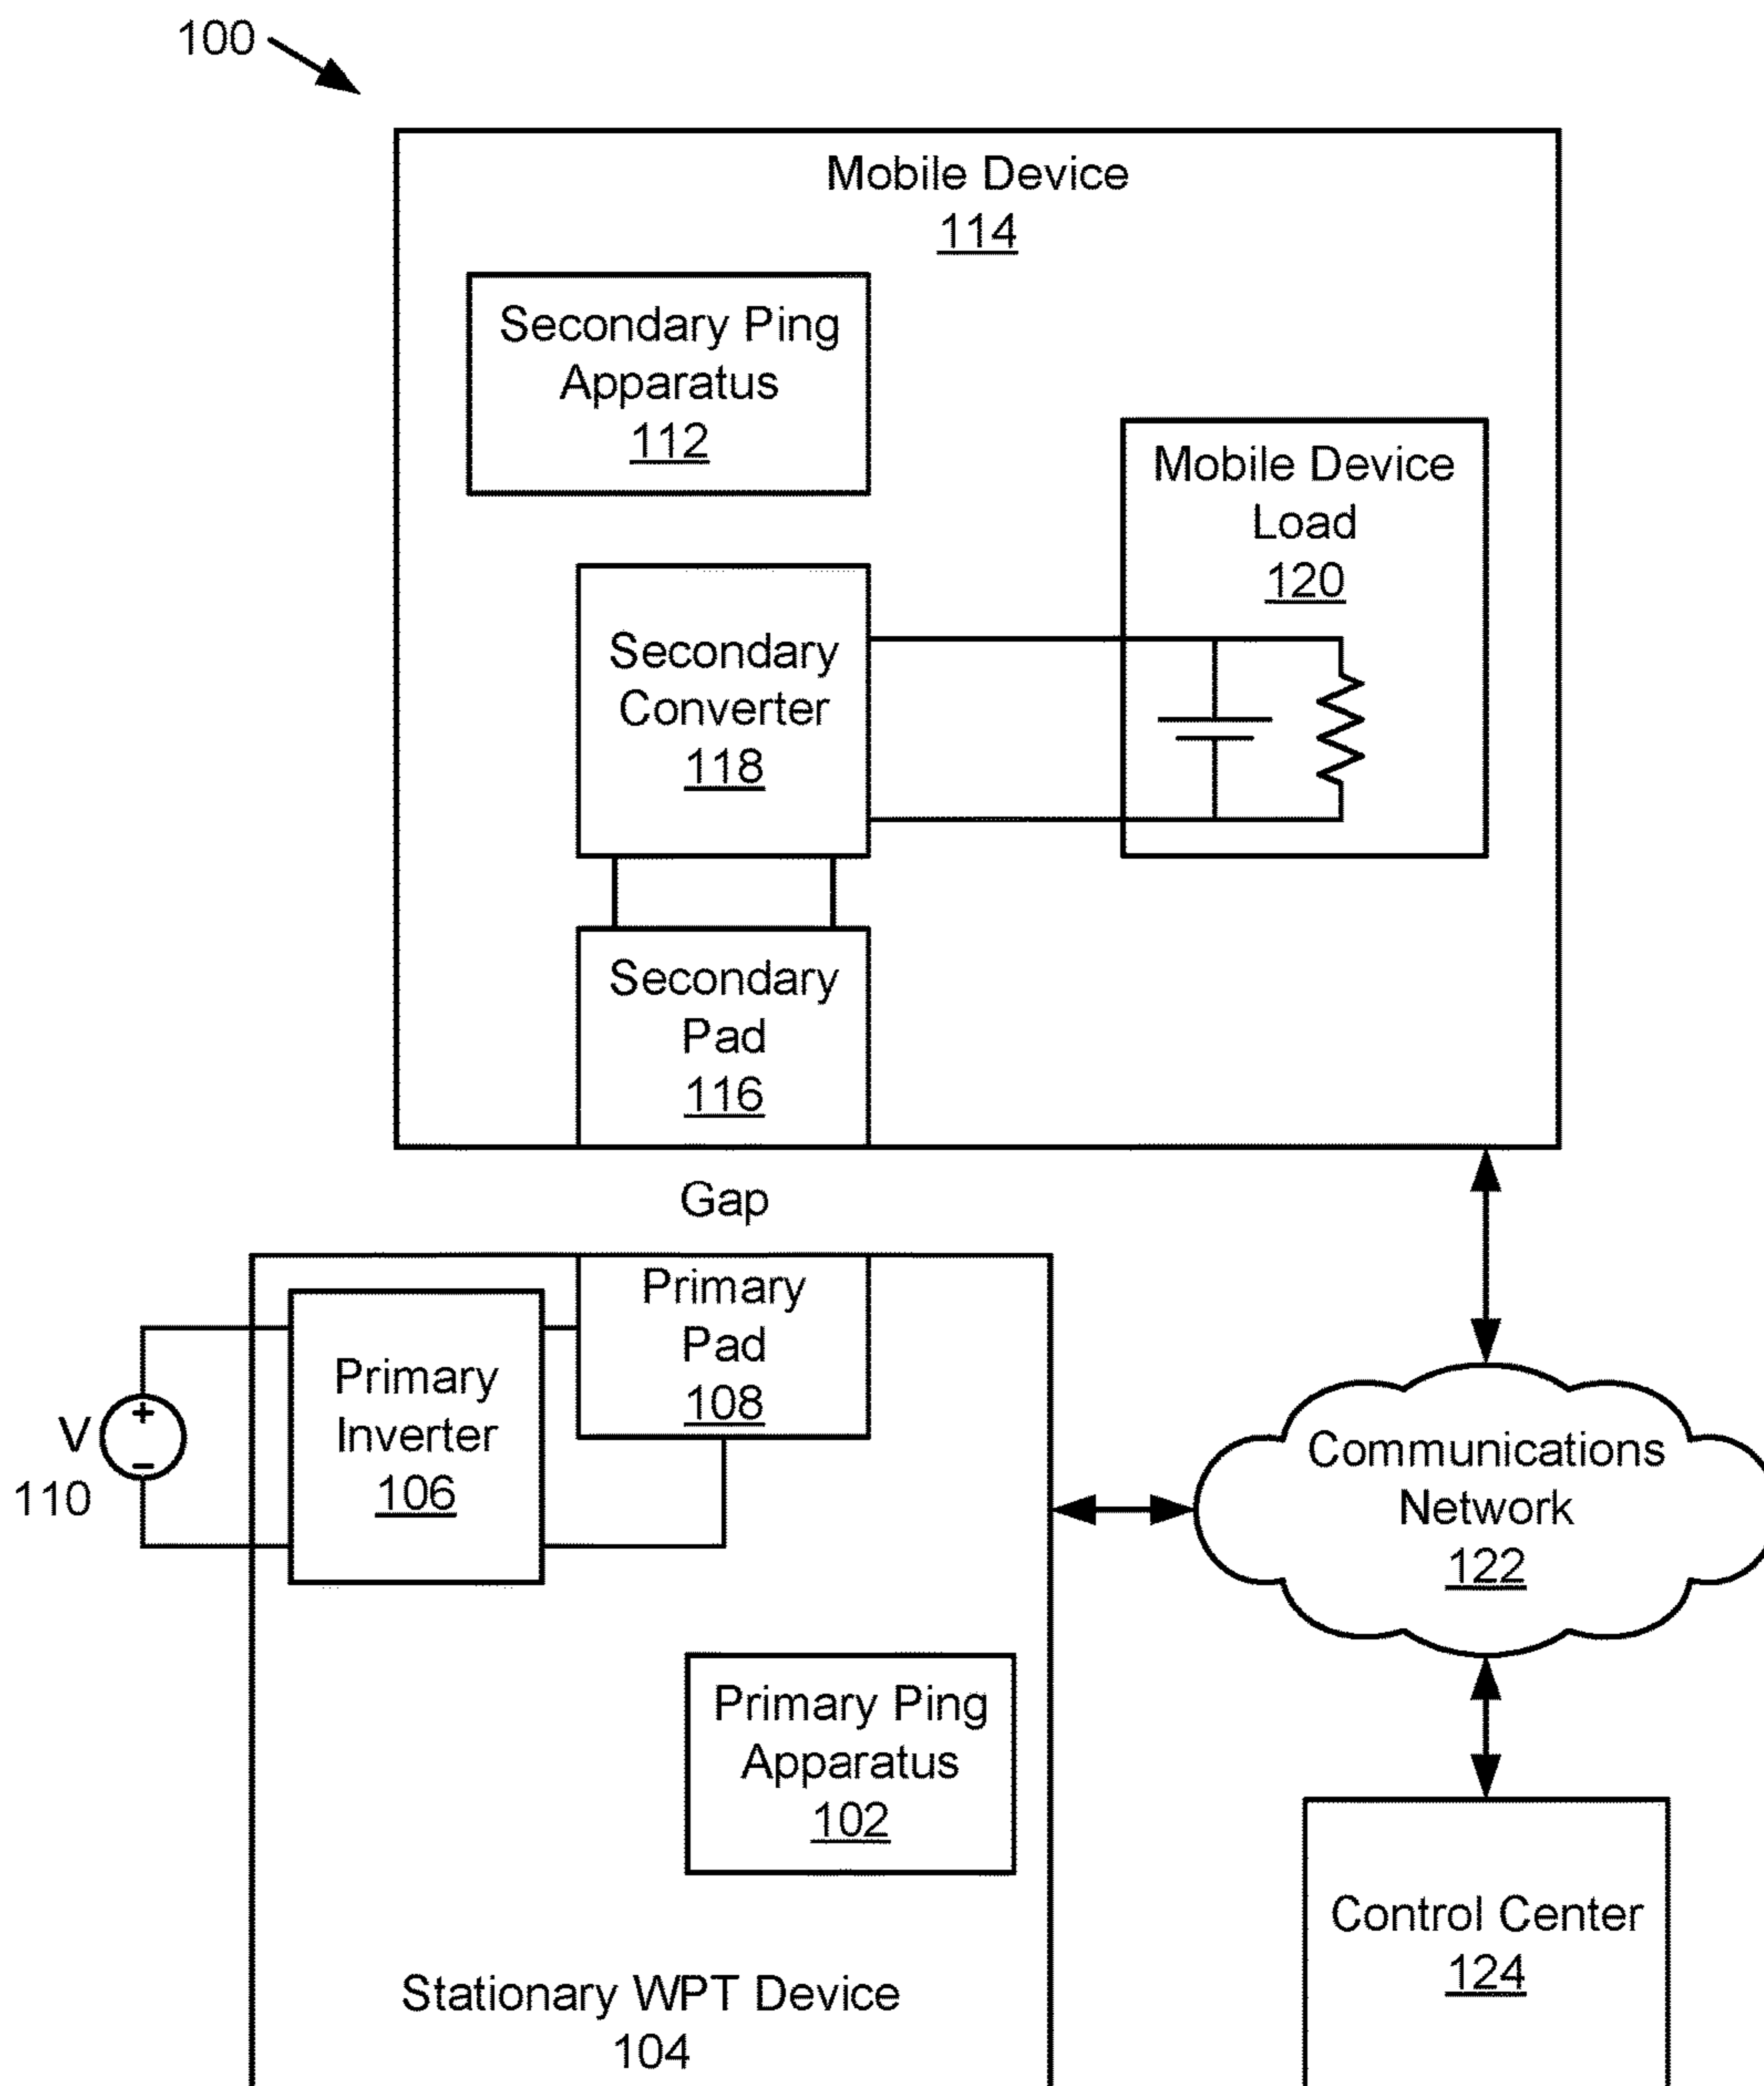 100
Mobile Device
114
Secondary Ping
Apparatus
112
Mobile Device
Load
120
Secondary
Converter
118
Secondary
Pad
116
Gap
Primary
Pad
108
Primary
Inverter
106
V
+
−
110
Communications
Network
122
Primary Ping
Apparatus
102
Control Center
124
Stationary WPT Device
104